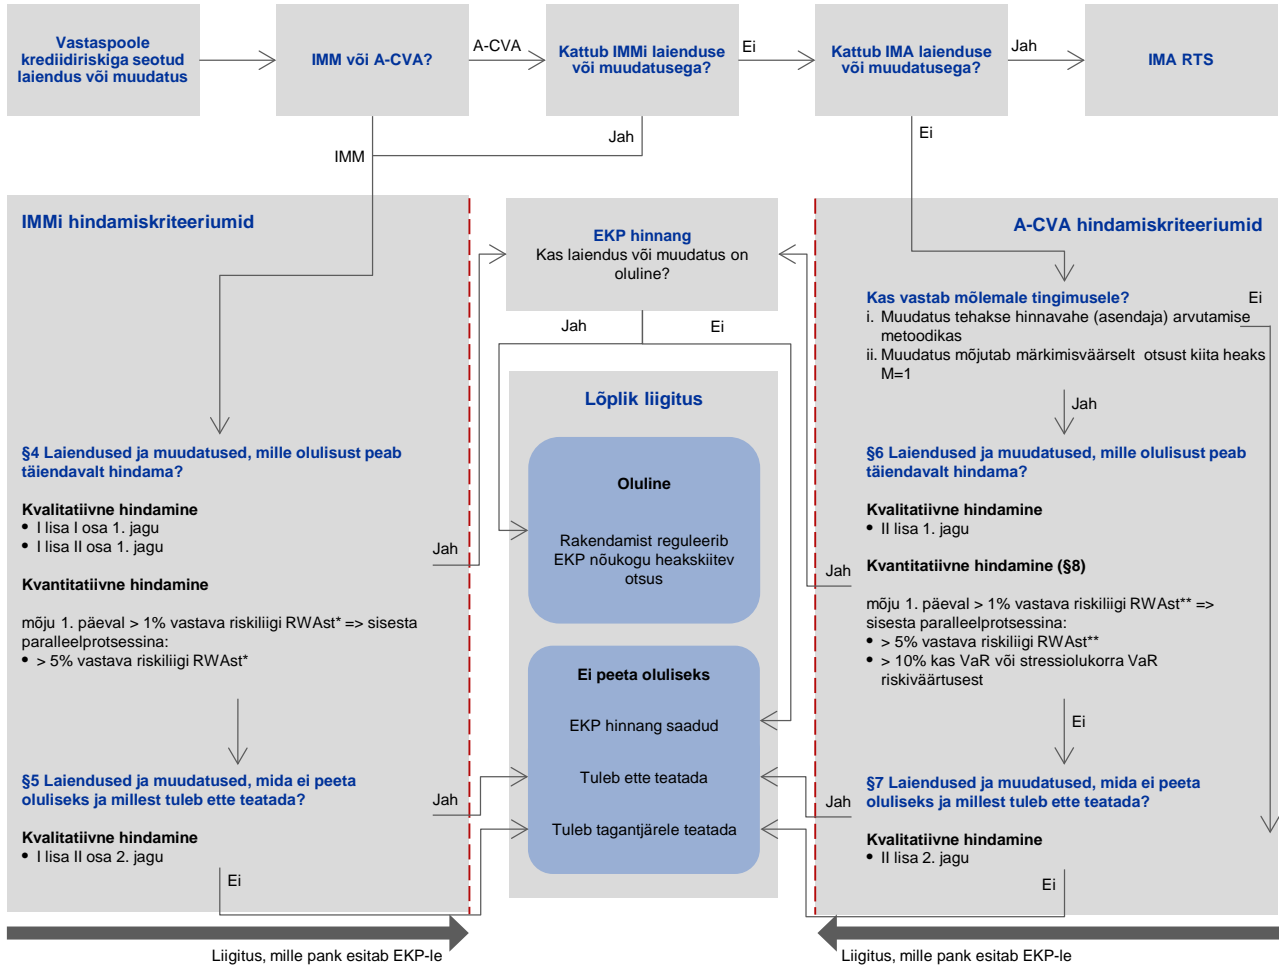 Vastaspoole
krediidiriskiga seotud
laiendus või muudatus
IMM või A-CVA?
A-CVA
Kattub IMMi laienduse
või muudatusega?
Ei
Kattub IMA laienduse
või muudatusega?
Jah
IMA RTS
IMM
Jah
Ei
IMMi hindamiskriteeriumid
§4 Laiendused ja muudatused, mille olulisust peab
täiendavalt hindama?
Kvalitatiivne hindamine
• I lisa I osa 1. jagu
• I lisa II osa 1. jagu
Jah
Kvantitatiivne hindamine
mõju 1. päeval > 1% vastava riskiliigi RWAst* => sisesta
paralleelprotsessina:
• > 5% vastava riskiliigi RWAst*
§5 Laiendused ja muudatused, mida ei peeta
oluliseks ja millest tuleb ette teatada?
Jah
Kvalitatiivne hindamine
• I lisa II osa 2. jagu
Ei
EKP hinnang
Kas laiendus või muudatus on
oluline?
Jah
Ei
Lõplik liigitus
Oluline
Rakendamist reguleerib
EKP nõukogu heakskiitev
otsus
Ei peeta oluliseks
EKP hinnang saadud
Tuleb ette teatada
Tuleb tagantjärele teatada
A-CVA hindamiskriteeriumid
Kas vastab mõlemale tingimusele?
Ei
i. Muudatus tehakse hinnavahe (asendaja) arvutamise
metoodikas
ii. Muudatus mõjutab märkimisväärselt otsust kiita heaks
M=1
Jah
§6 Laiendused ja muudatused, mille olulisust peab
täiendavalt hindama?
Kvalitatiivne hindamine
• II lisa 1. jagu
Jah
Kvantitatiivne hindamine (§8)
mõju 1. päeval > 1% vastava riskiliigi RWAst** =>
sisesta paralleelprotsessina:
• > 5% vastava riskiliigi RWAst**
• > 10% kas VaR või stressiolukorra VaR
riskiväärtusest
Ei
§7 Laiendused ja muudatused, mida ei peeta
oluliseks ja millest tuleb ette teatada?
Jah
Kvalitatiivne hindamine
• II lisa 2. jagu
Ei
Liigitus, mille pank esitab EKP-le
Liigitus, mille pank esitab EKP-le